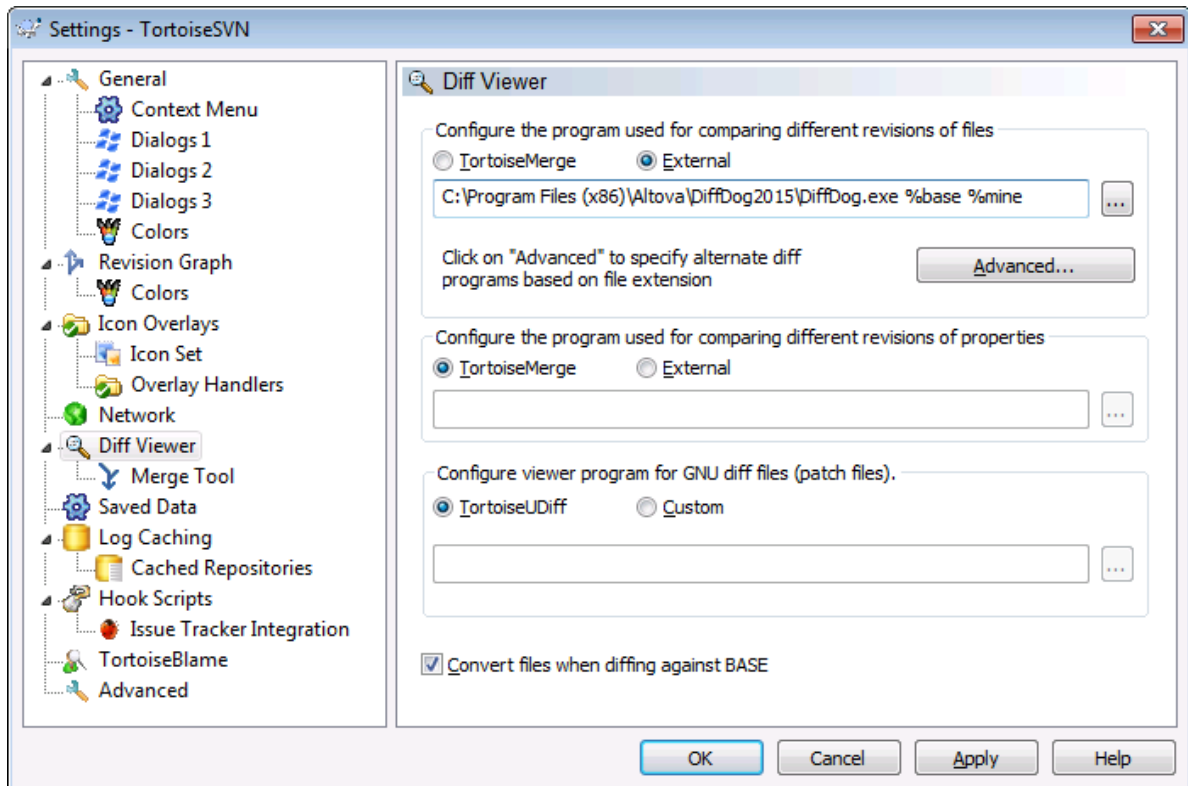 Settings - TortoiseSVN
General
Context Menu
Dialogs 1
Dialogs 2
Dialogs 3
Colors
Revision Graph
Colors
Icon Overlays
Icon Set
Overlay Handlers
Network
Diff Viewer
Merge Tool
Saved Data
Log Caching
Cached Repositories
Hook Scripts
Issue Tracker Integration
TortoiseBlame
Advanced
Diff Viewer
Configure the program used for comparing different revisions of files
TortoiseMerge External
C:\Program Files (x86)\Altova\DiffDog2015\DiffDog.exe %base %mine
...
Click on "Advanced" to specify alternate diff
programs based on file extension
Advanced...
Configure the program used for comparing different revisions of properties
TortoiseMerge External
...
Configure viewer program for GNU diff files (patch files).
TortoiseUDiff Custom
...
Convert files when diffing against BASE
OK Cancel Apply Help